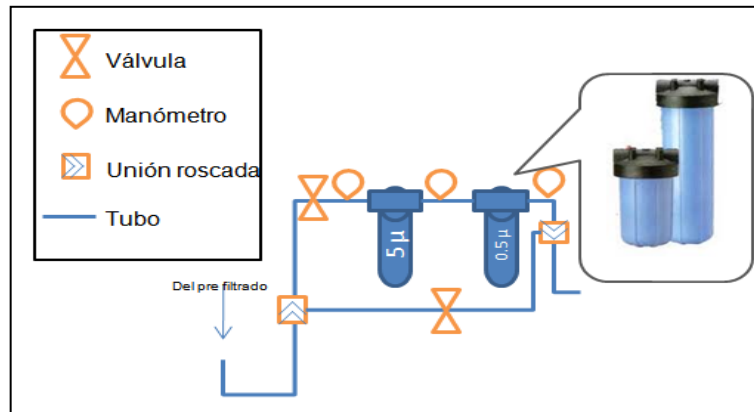 Válvula
Manómetro
Unión roscada
Tubo
Del pre filtrado
5 µ
0.5 µ